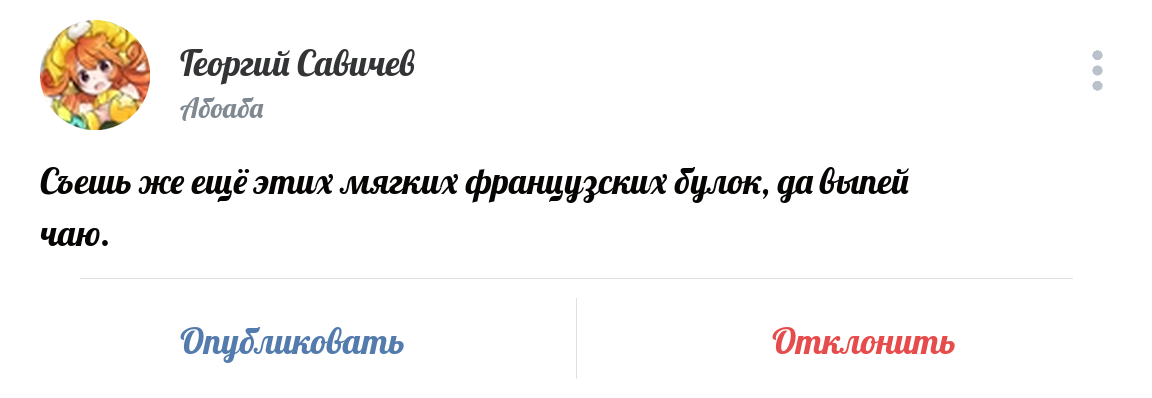 Георгий Савичев
Абоаба
Съешь же ещё этих мягких французских булок, да выпей
чаю.
Опубликовать
Отклонить